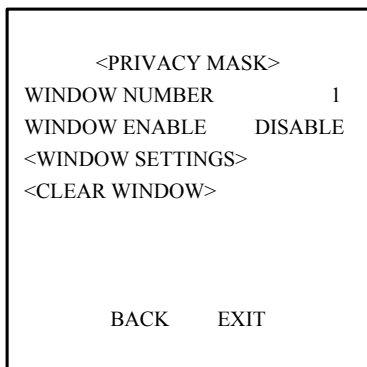 <PRIVACY MASK>
WINDOW NUMBER 1
WINDOW ENABLE DISABLE
<WINDOW SETTINGS>
<CLEAR WINDOW>
BACK EXIT